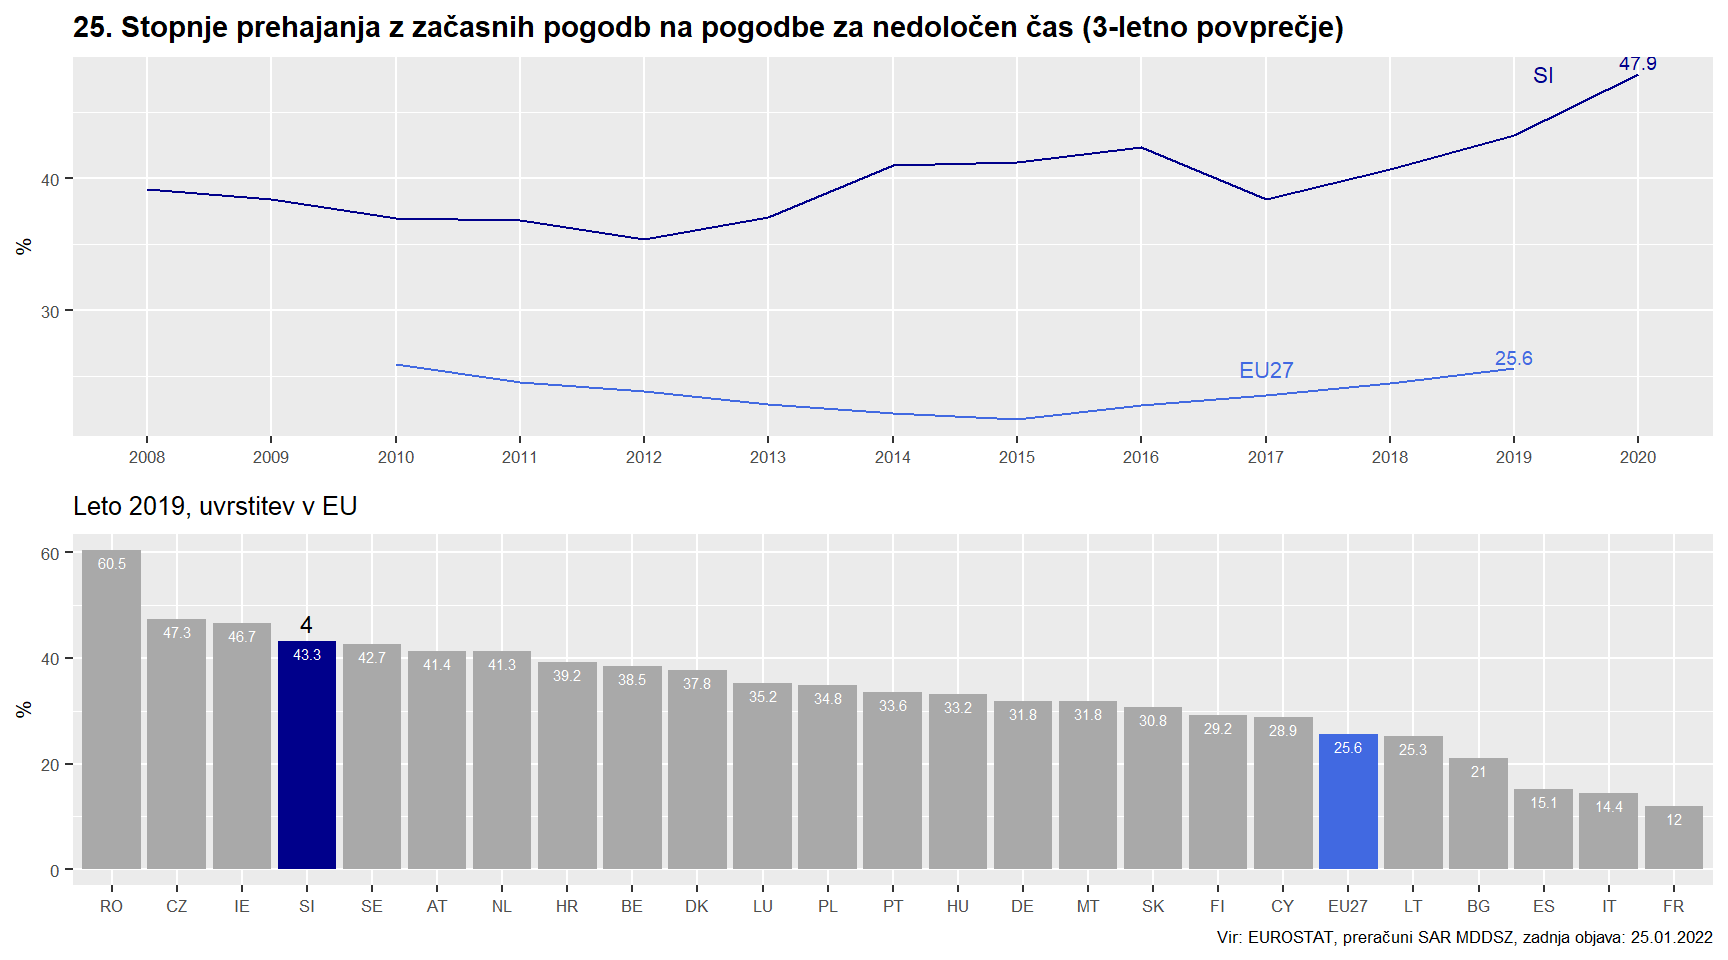 25. Stopnje prehajanja z začasnih pogodb na pogodbe za nedoločen čas (3-letno povprečje)
SI 47.9
40
%
30
EU27 25.6
2008 2009 2010 2011 2012 2013 2014 2015 2016 2017 2018 2019 2020
Leto 2019, uvrstitev v EU
60
40
%
20
0
4
60.5 47.3 46.7 43.3 42.7 41.4 41.3 39.2 38.5 37.8 35.2 34.8 33.6 33.2 31.8 31.8 30.8 29.2 28.9 25.6 25.3 21 15.1 14.4 12
RO CZ IE SI SE AT NL HR BE DK LU PL PT HU DE MT SK FI CY EU27 LT BG ES IT FR
Vir: EUROSTAT, preračuni SAR MDDSZ, zadnja objava: 25.01.2022